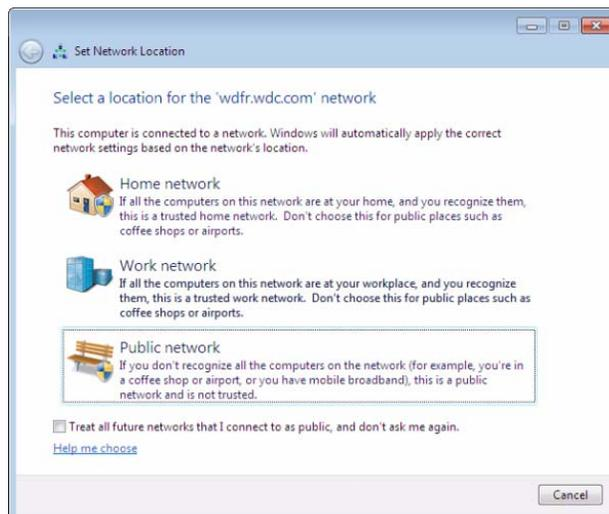 Set Network Location
Select a location for the 'wdfr.wdc.com' network
This computer is connected to a network. Windows will automatically apply the correct
network settings based on the network's location.
Home network
If all the computers on this network are at your home, and you recognize them,
this is a trusted home network.  Don't choose this for public places such as
coffee shops or airports.
Work network
If all the computers on this network are at your workplace, and you recognize
them, this is a trusted work network.  Don't choose this for public places such as
coffee shops or airports.
Public network
If you don't recognize all the computers on the network (for example, you're in
a coffee shop or airport, or you have mobile broadband), this is a public
network and is not trusted.
Treat all future networks that I connect to as public, and don't ask me again.
Help me choose
Cancel